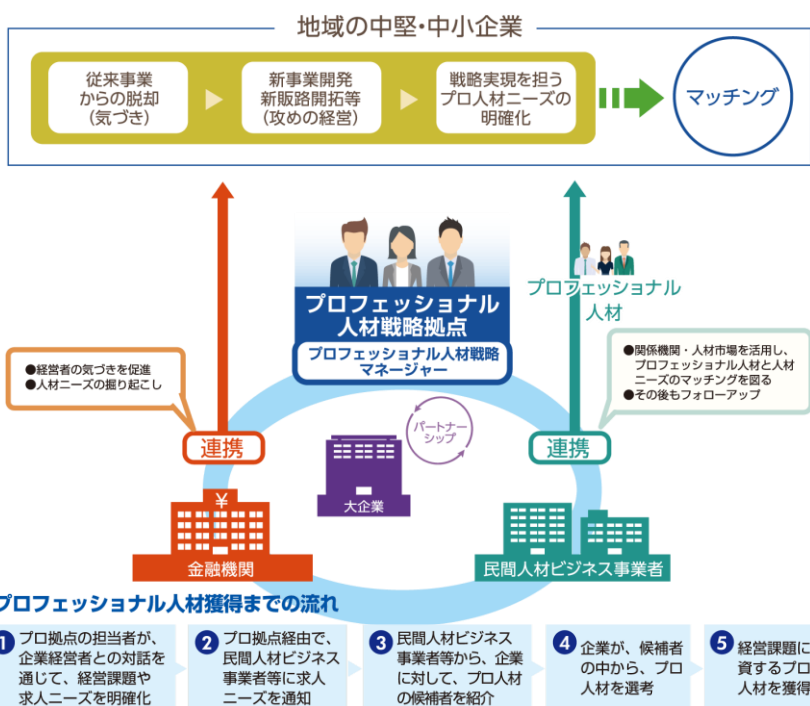 地域の中堅・中小企業
従来事業
からの脱却
(気づき)
新事業開発
新販路開拓等
(攻めの経営)
戦略実現を担う
プロ人材ニーズの
明確化
マッチング
プロフェッショナル
人材戦略拠点
プロフェッショナル人材戦略
マネージャー
プロフェッショナル
人材
●経営者の気づきを促進
●人材ニーズの掘り起こし
●関係機関・人材市場を活用し、
プロフェッショナル人材と人材
ニーズのマッチングを図る
●その後もフォローアップ
連携
パートナー
シップ
連携
大企業
¥
金融機関
民間人材ビジネス事業者
プロフェッショナル人材獲得までの流れ
1 プロ拠点の担当者が、
企業経営者との対話を
通じて、経営課題や
求人ニーズを明確化
2 プロ拠点経由で、
民間人材ビジネス
事業者等に求人
ニーズを通知
3 民間人材ビジネス
事業者等から、企業
に対して、プロ人材
の候補者を紹介
4 企業が、候補者
の中から、プロ
人材を選考
5 経営課題に
資するプロ
人材を獲得